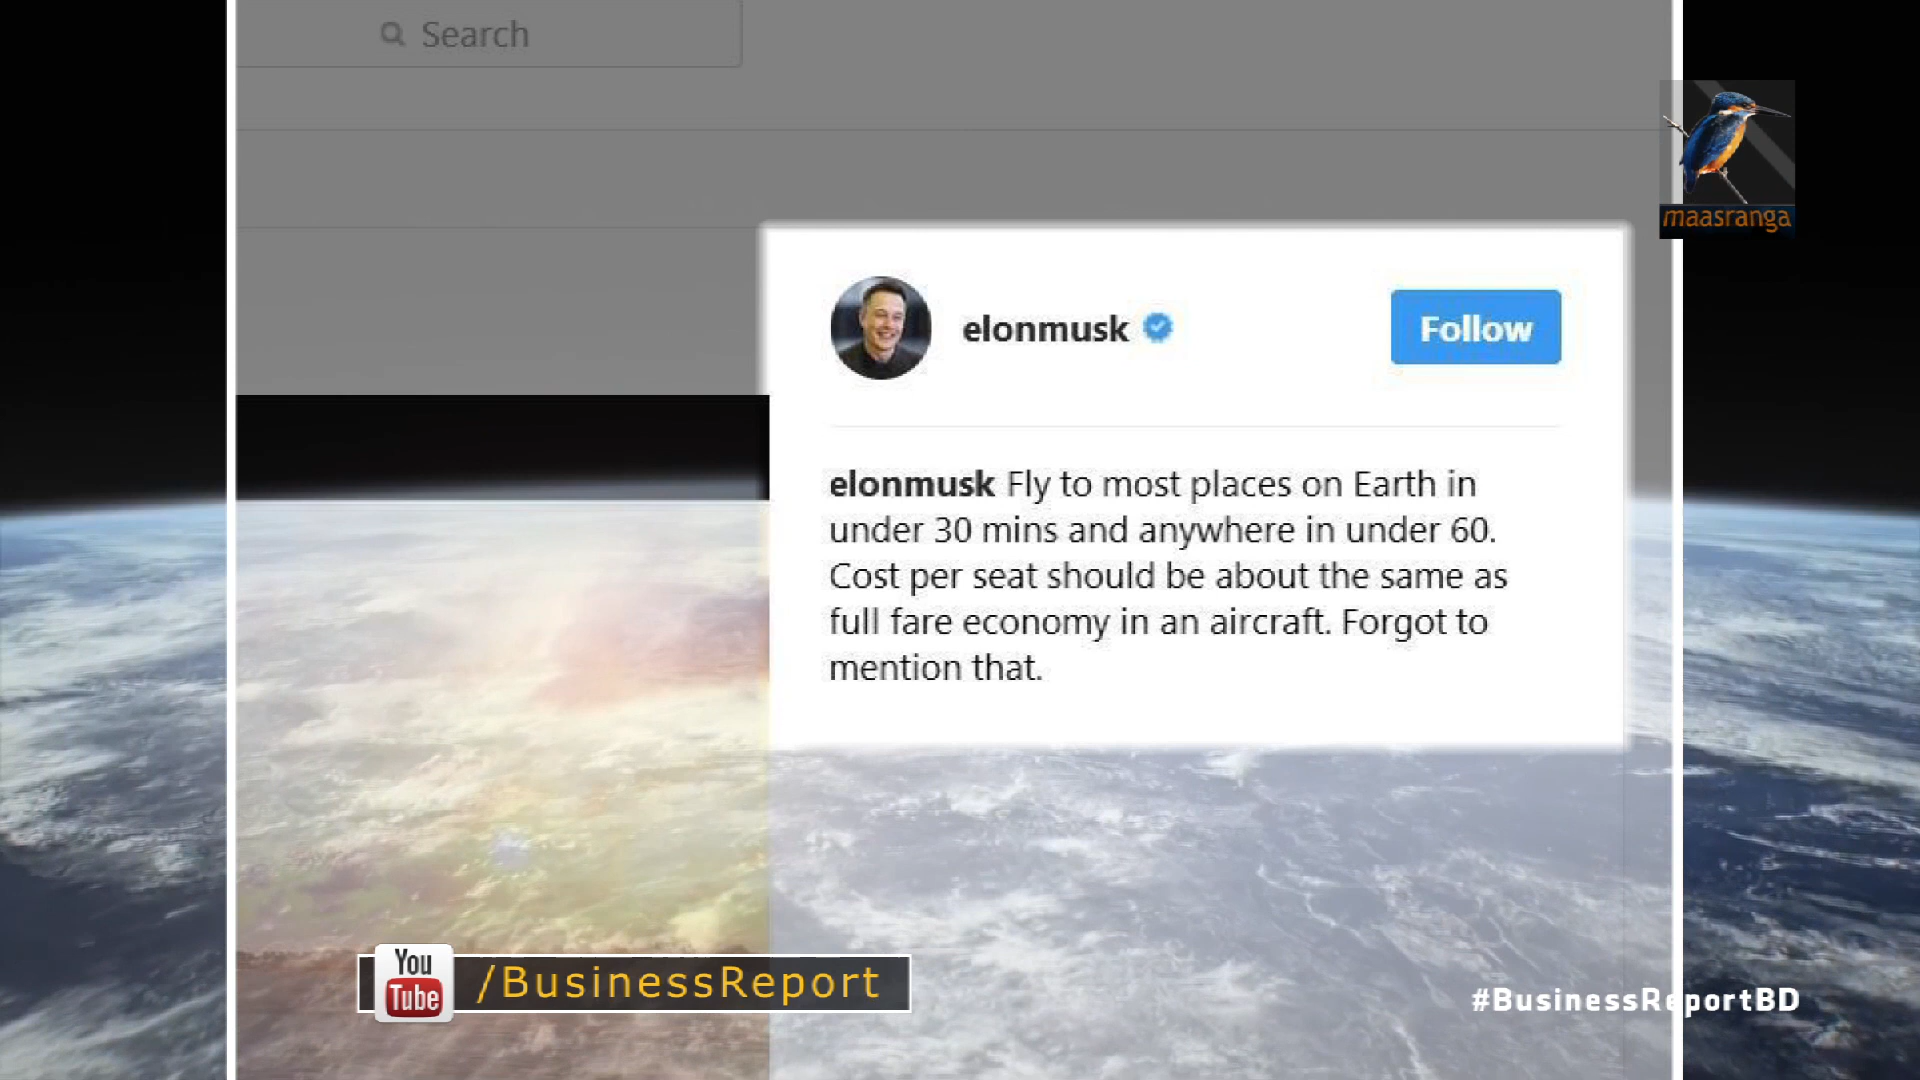 Search
maasranga
elonmusk
Follow
elonmusk Fly to most places on Earth in
under 30 mins and anywhere in under 60.
Cost per seat should be about the same as
full fare economy in an aircraft. Forgot to
mention that.
You
Tube
/BusinessReport
#BusinessReportBD